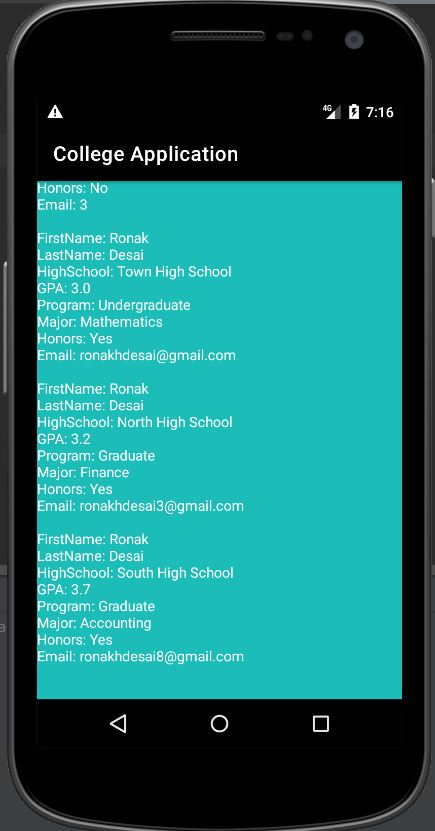 4G 7:16
College Application
Honors: No
Email: 3
FirstName: Ronak
LastName: Desai
HighSchool: Town High School
GPA: 3.0
Program: Undergraduate
Major: Mathematics
Honors: Yes
Email: ronakhdesai@gmail.com
FirstName: Ronak
LastName: Desai
HighSchool: North High School
GPA: 3.2
Program: Graduate
Major: Finance
Honors: Yes
Email: ronakhdesai3@gmail.com
FirstName: Ronak
LastName: Desai
HighSchool: South High School
GPA: 3.7
Program: Graduate
Major: Accounting
Honors: Yes
Email: ronakhdesai8@gmail.com